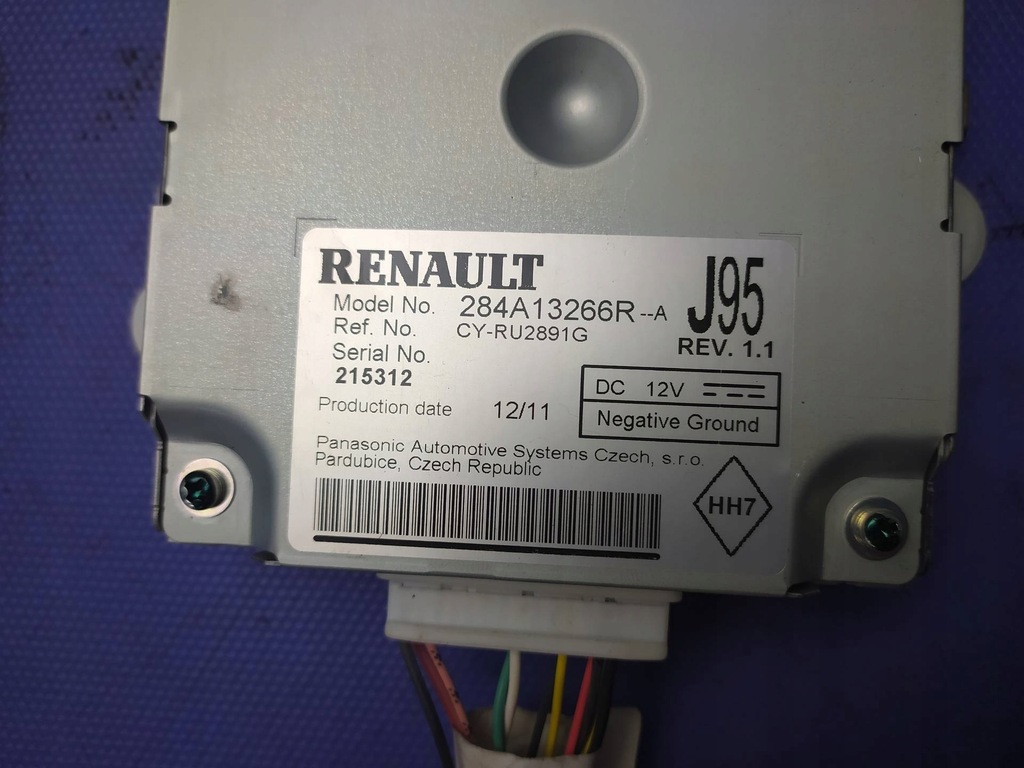 RENAULT
J95
Model No. 284A13266R--A
Ref. No. CY-RU2891G
REV. 1.1
Serial No.
215312
DC 12V
Production date 12/11
Negative Ground
Panasonic Automotive Systems Czech, s.r.o.
Pardubice, Czech Republic
HH7